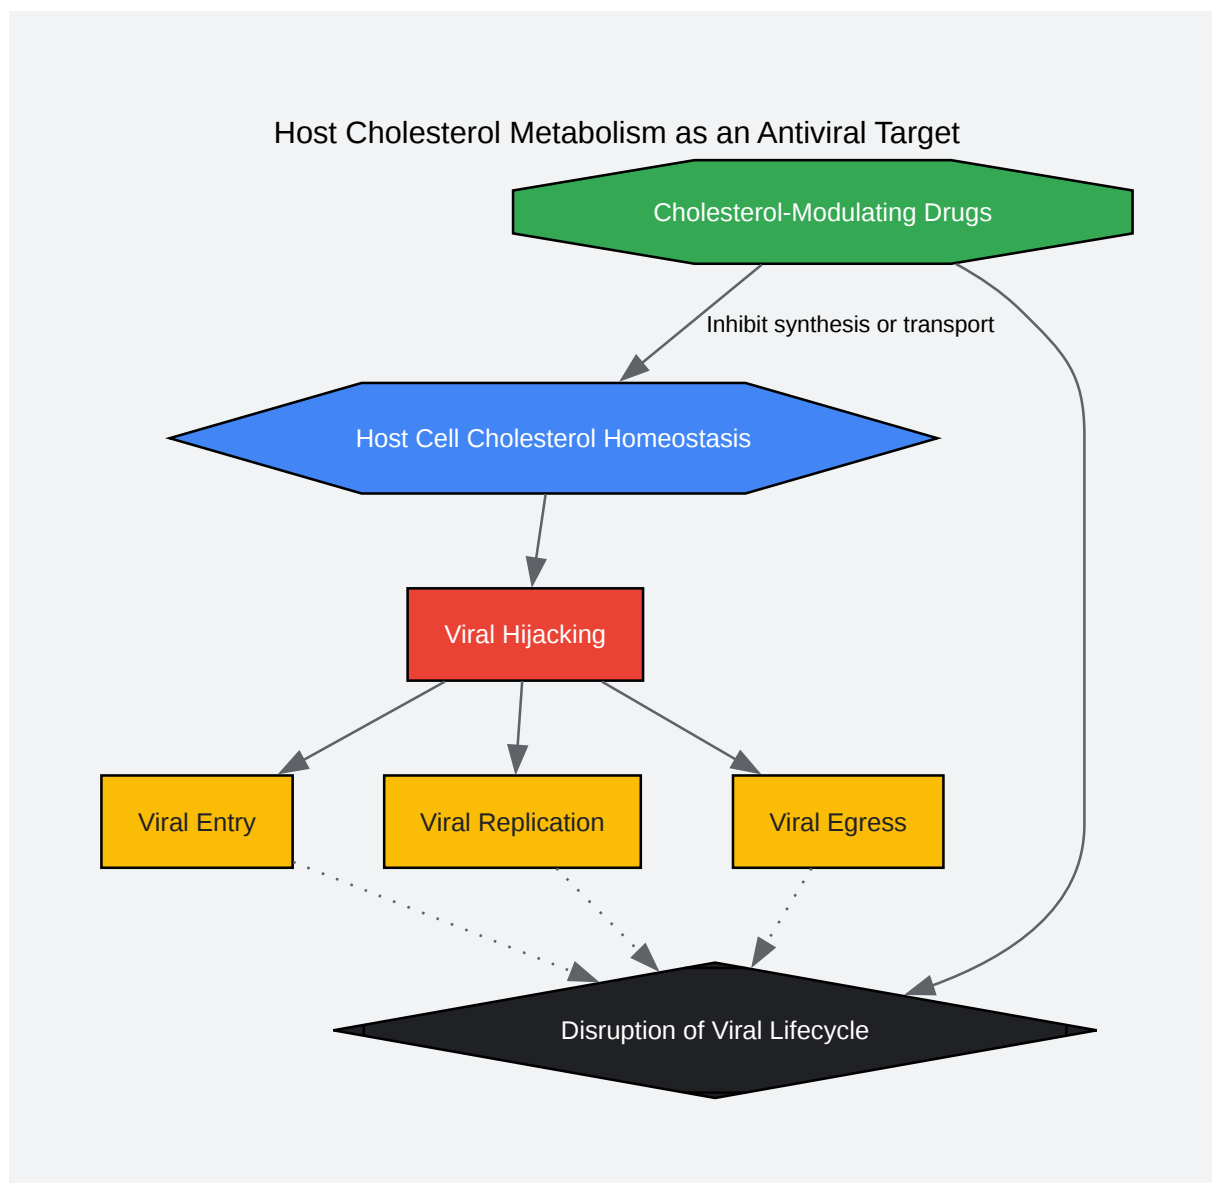 Host Cholesterol Metabolism as an Antiviral Target
Cholesterol-Modulating Drugs
Inhibit synthesis or transport
Host Cell Cholesterol Homeostasis
Viral Hijacking
Viral Entry
Viral Replication
Viral Egress
Disruption of Viral Lifecycle